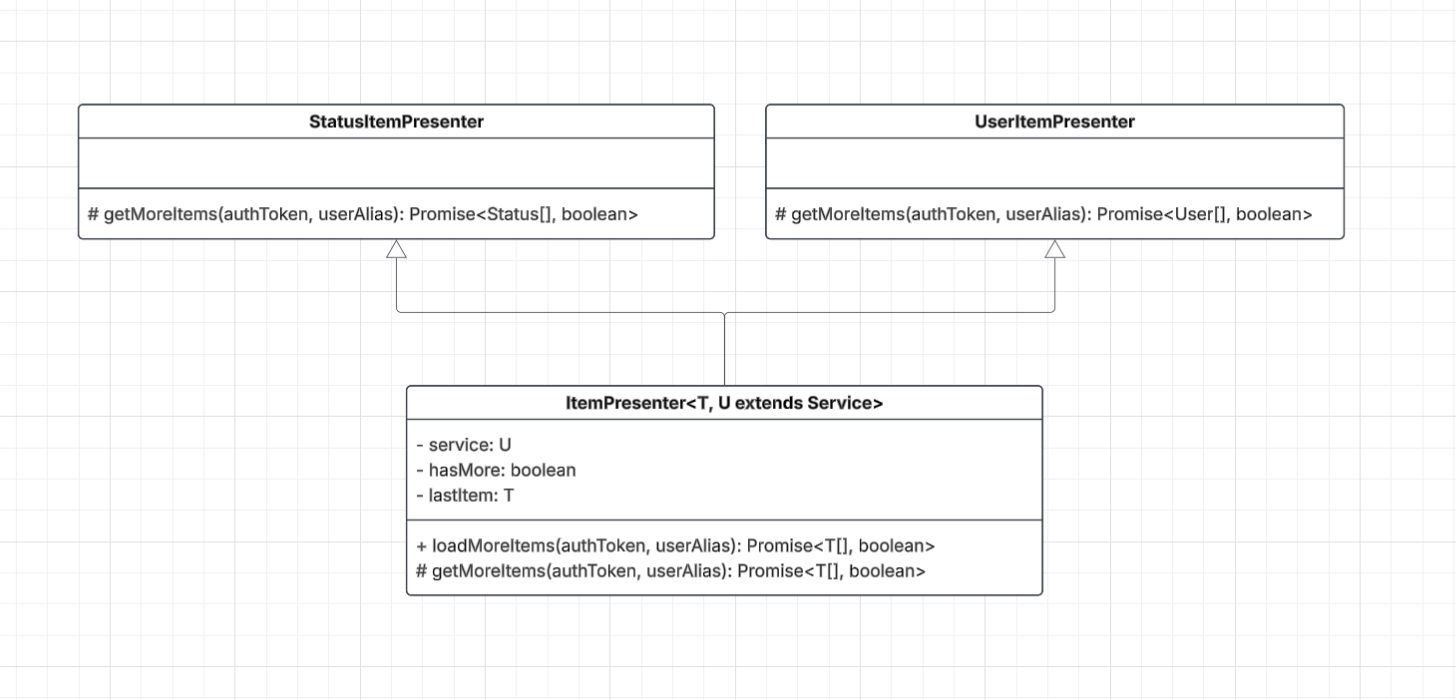 StatusItemPresenter
# getMoreItems(authToken, userAlias): Promise<Status[], boolean>
UserItemPresenter
# getMoreItems(authToken, userAlias): Promise<User[], boolean>
ItemPresenter<T, U extends Service>
- service: U
- hasMore: boolean
- lastItem: T
+ loadMoreItems(authToken, userAlias): Promise<T[], boolean>
# getMoreItems(authToken, userAlias): Promise<T[], boolean>